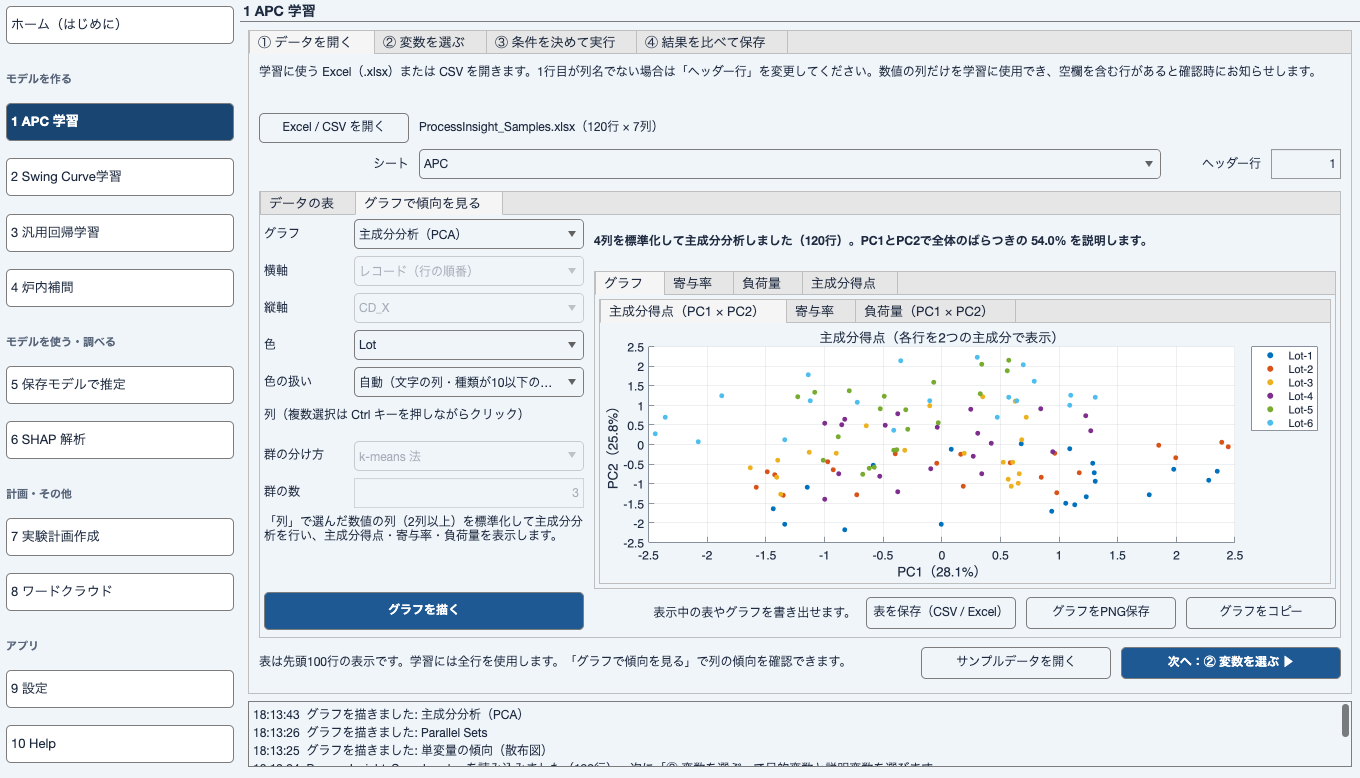 ホーム（はじめに）
モデルを作る
1 APC 学習
2 Swing Curve学習
3 汎用回帰学習
4 炉内補間
モデルを使う・調べる
5 保存モデルで推定
6 SHAP 解析
計画・その他
7 実験計画作成
8 ワードクラウド
アプリ
9 設定
10 Help
1 APC 学習
① データを開く
② 変数を選ぶ
③ 条件を決めて実行
④ 結果を比べて保存
学習に使う Excel（.xlsx）または CSV を開きます。1行目が列名でない場合は「ヘッダー行」を変更してください。数値の列だけを学習に使用でき、空欄を含む行があると確認時にお知らせします。
Excel / CSV を開く
ProcessInsight_Samples.xlsx（120行 × 7列）
シート
APC
ヘッダー行
1
データの表
グラフで傾向を見る
グラフ
主成分分析（PCA）
横軸
レコード（行の順番）
縦軸
CD_X
色
Lot
色の扱い
自動（文字の列・種類が10以下の...
列（複数選択は Ctrl キーを押しながらクリック）
群の分け方
k-means 法
群の数
3
「列」で選んだ数値の列（2列以上）を標準化して主成分分
析を行い、主成分得点・寄与率・負荷量を表示します。
グラフを描く
4列を標準化して主成分分析しました（120行）。PC1とPC2で全体のばらつきの 54.0% を説明します。
グラフ
寄与率
負荷量
主成分得点
主成分得点（PC1 × PC2）
寄与率
負荷量（PC1 × PC2）
主成分得点（各行を2つの主成分で表示）
PC2 (25.8%)
2.5
2
1.5
1
0.5
0
-0.5
-1
-1.5
-2
-2.5
-2.5
-2
-1.5
-1
-0.5
0
0.5
1
1.5
2
2.5
PC1 (28.1%)
Lot-1
Lot-2
Lot-3
Lot-4
Lot-5
Lot-6
表示中の表やグラフを書き出せます。
表を保存（CSV / Excel）
グラフをPNG保存
グラフをコピー
表は先頭100行の表示です。学習には全行を使用します。「グラフで傾向を見る」で列の傾向を確認できます。
サンプルデータを開く
次へ：② 変数を選ぶ ▶
18:13:43 グラフを描きました: 主成分分析（PCA）
18:13:26 グラフを描きました: Parallel Sets
18:13:25 グラフを描きました: 単変量の傾向（散布図）